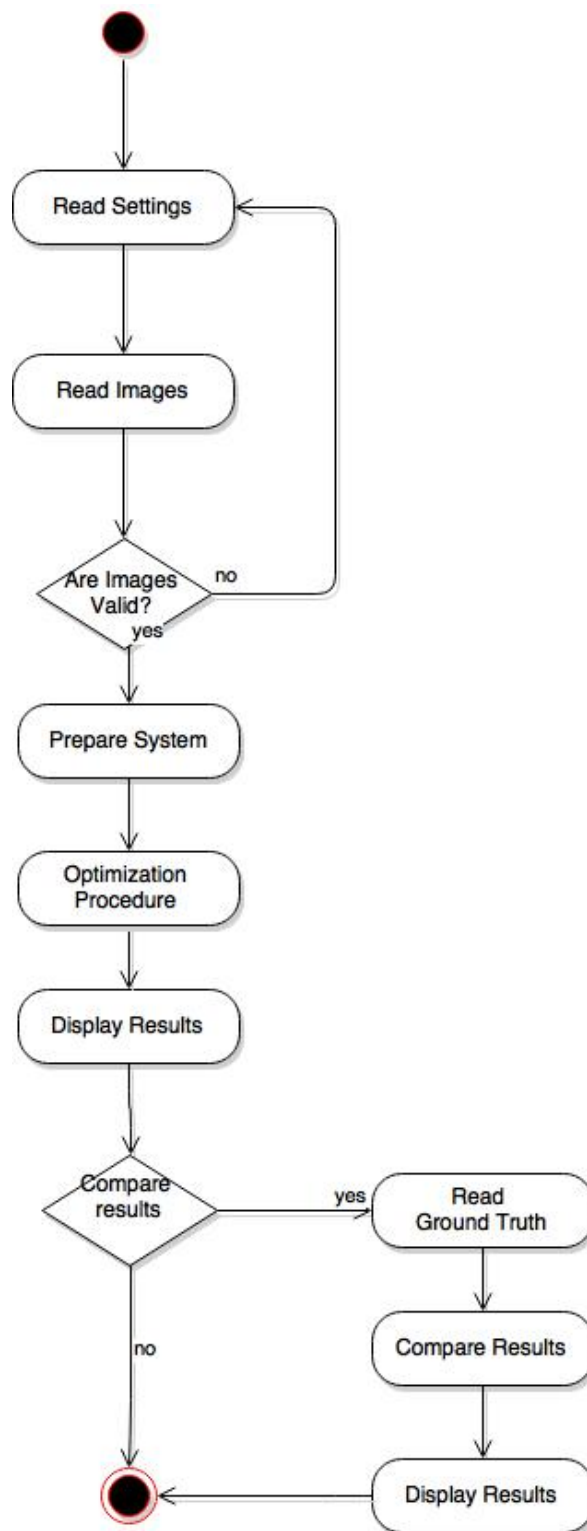 Read Settings
Read Images
Are Images
Valid?
no
yes
Prepare System
Optimization
Procedure
Display Results
Compare
results
yes
Read
Ground Truth
no
Compare Results
Display Results